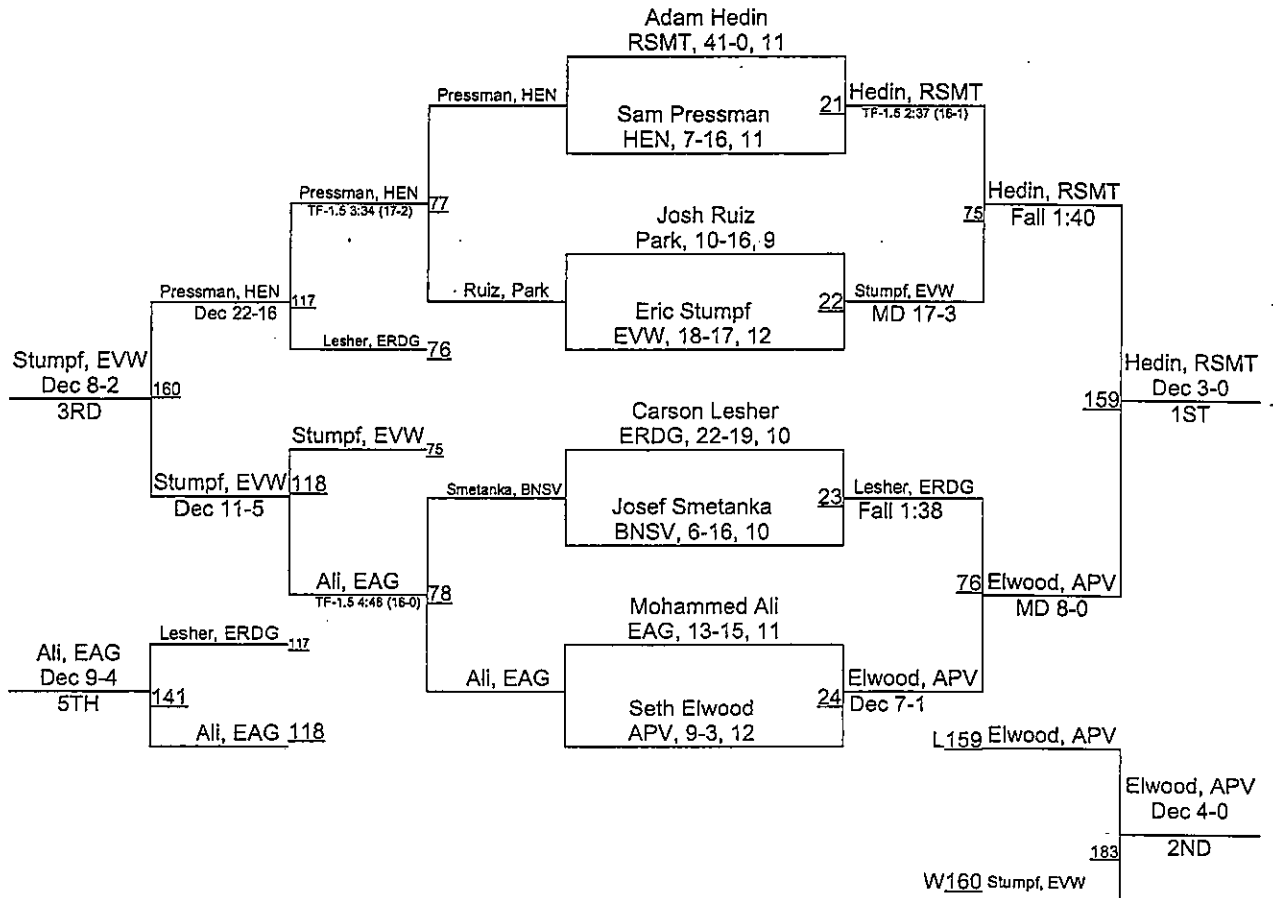 Adam Hedin
RSMT, 41-0, 11
Pressman, HEN
21
Hedin, RSMT
TF-1.5 2:37 (16-1)
Sam Pressman
HEN, 7-16, 11
Pressman, HEN
TF-1.5 3:34 (17-2)
77
Hedin, RSMT
Fall 1:40
75
Josh Ruiz
Park, 10-16, 9
Pressman, HEN
Dec 22-16
117
Ruiz, Park
22
Stumpf, EVW
MD 17-3
Eric Stumpf
EVW, 18-17, 12
Lesher, ERDG
76
Stumpf, EVW
Dec 8-2
3RD
160
159
Hedin, RSMT
Dec 3-0
1ST
Carson Lesher
ERDG, 22-19, 10
Stumpf, EVW
75
Stumpf, EVW
Dec 11-5
118
Smetanka, BNSV
23
Lesher, ERDG
Fall 1:38
Josef Smetanka
BNSV, 6-16, 10
Ali, EAG
TF-1.5 4:48 (16-0)
78
76
Elwood, APV
MD 8-0
Mohammed Ali
EAG, 13-15, 11
Lesher, ERDG
117
Ali, EAG
Dec 9-4
5TH
141
Ali, EAG
24
Elwood, APV
Dec 7-1
Seth Elwood
APV, 9-3, 12
Ali, EAG
118
L159 Elwood, APV
Elwood, APV
Dec 4-0
2ND
183
W160 Stumpf, EVW